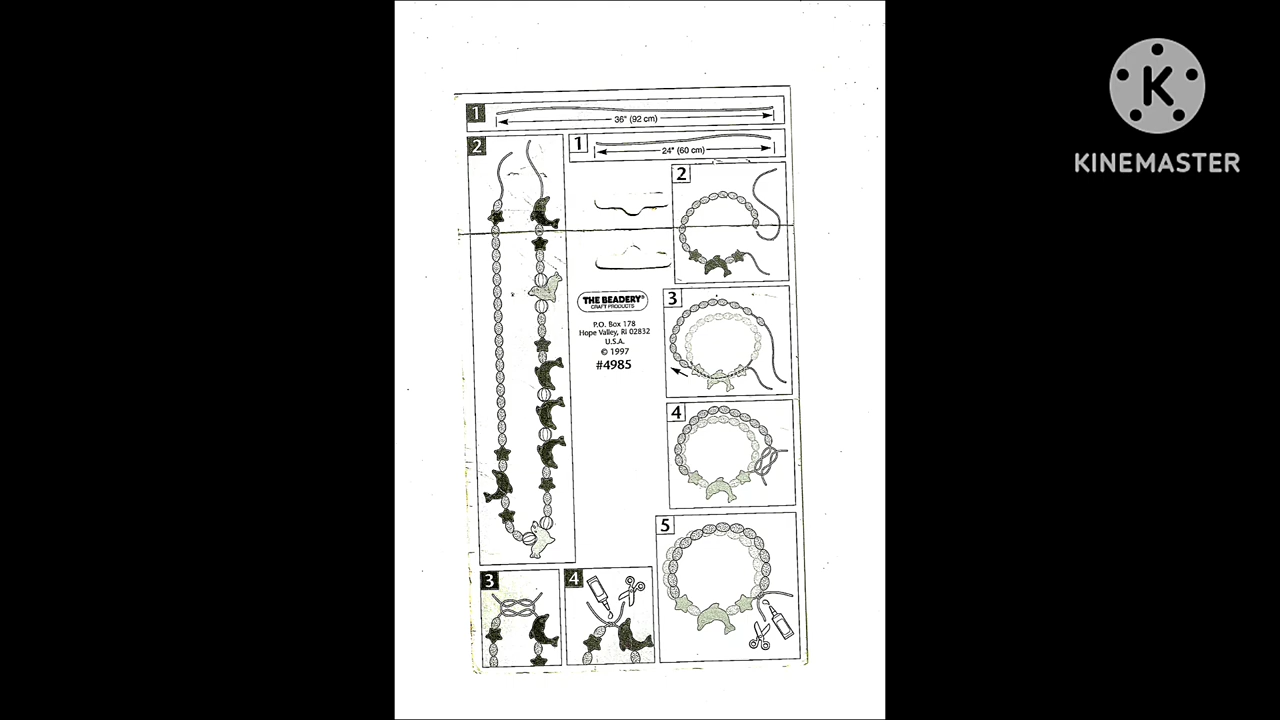 1
36" (92 cm)
2
1
24" (60 cm)
2
THE BEADERY®
CRAFT PRODUCTS
P.O. Box 178
Hope Valley, RI 02832
U.S.A.
© 1997
#4985
3
4
5
3
4
K
KINEMASTER